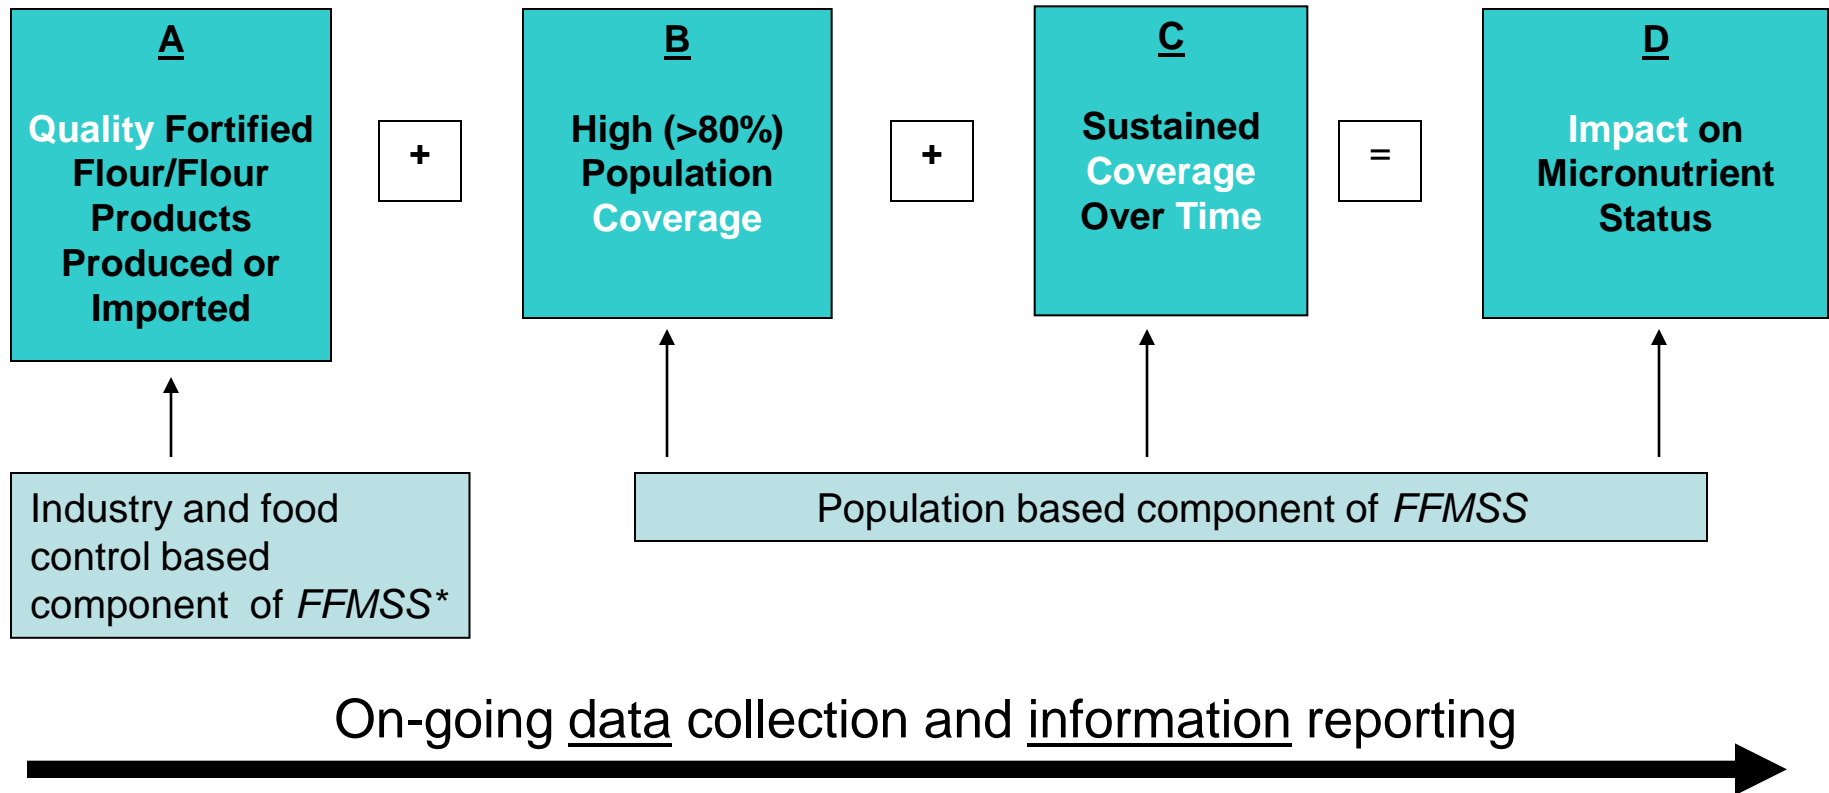 A
Quality Fortified
Flour/Flour
Products
Produced or
Imported
+
B
High (>80%)
Population
Coverage
+
C
Sustained
Coverage
Over Time
=
D
Impact on
Micronutrient
Status
Industry and food
control based
component of FFMSS*
Population based component of FFMSS
On-going data collection and information reporting